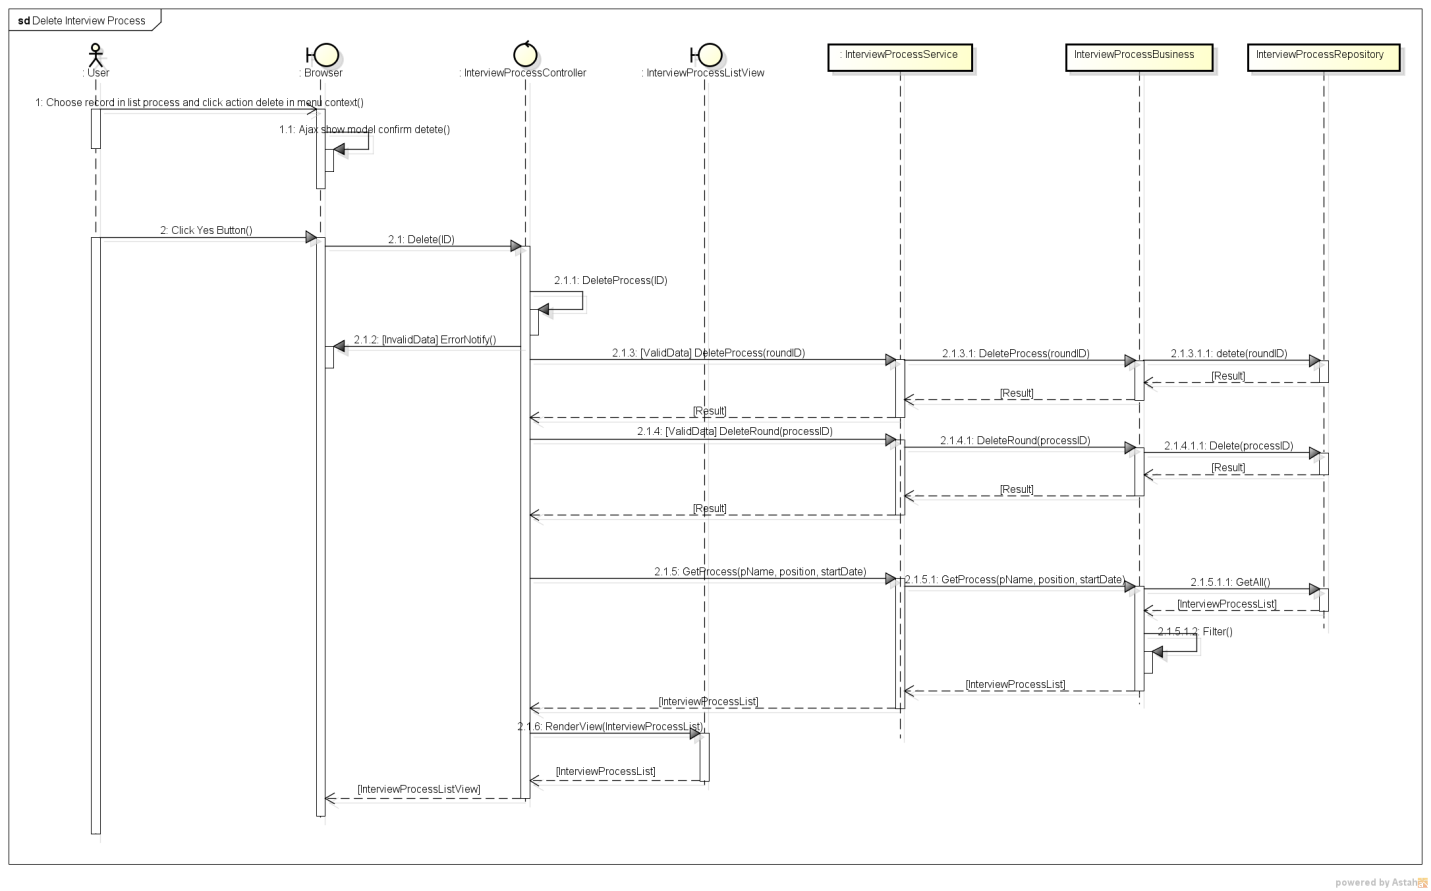 sd Delete Interview Process
: User
: Browser
: InterviewProcessController
: InterviewProcessListView
: InterviewProcessService
InterviewProcessBusiness
InterviewProcessRepository
1: Choose record in list process and click action delete in menu context()
1.1: Ajax show model confirm detete()
2: Click Yes Button()
2.1: Delete(ID)
2.1.1: DeleteProcess(ID)
2.1.2: [InvalidData] ErrorNotify()
2.1.3: [ValidData] DeleteProcess(roundID)
2.1.3.1: DeleteProcess(roundID)
2.1.3.1.1: detete(roundID)
[Result]
[Result]
[Result]
2.1.4: [ValidData] DeleteRound(processID)
2.1.4.1: DeleteRound(processID)
2.1.4.1.1: Delete(processID)
[Result]
[Result]
[Result]
2.1.5: GetProcess(pName, position, startDate)
2.1.5.1: GetProcess(pName, position, startDate)
2.1.5.1.1: GetAll()
[InterviewProcessList]
2.1.5.1.2: Filter()
[InterviewProcessList]
[InterviewProcessList]
2.1.6: RenderView(InterviewProcessList)
[InterviewProcessList]
[InterviewProcessListView]
powered by Astah